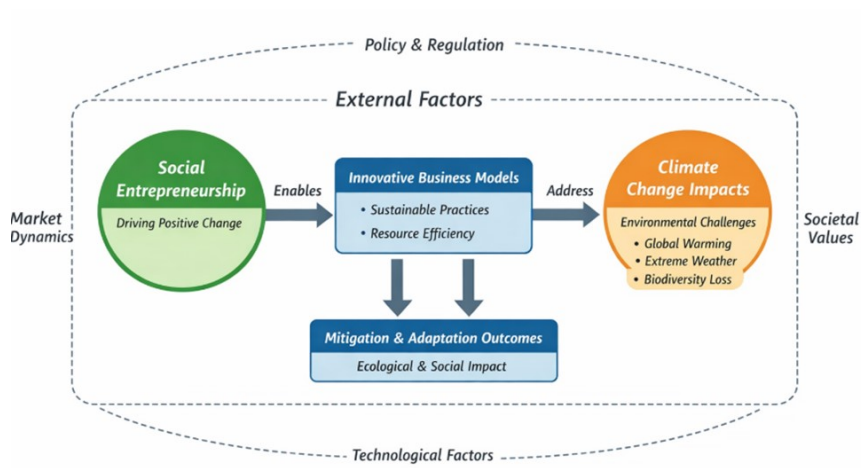 Policy & Regulation
External Factors
Social
Entrepreneurship
Driving Positive Change
Enables
Innovative Business Models
• Sustainable Practices
• Resource Efficiency
Address
Climate
Change Impacts
Environmental Challenges
• Global Warming
• Extreme Weather
• Biodiversity Loss
Market
Dynamics
Societal
Values
Mitigation & Adaptation Outcomes
Ecological & Social Impact
Technological Factors